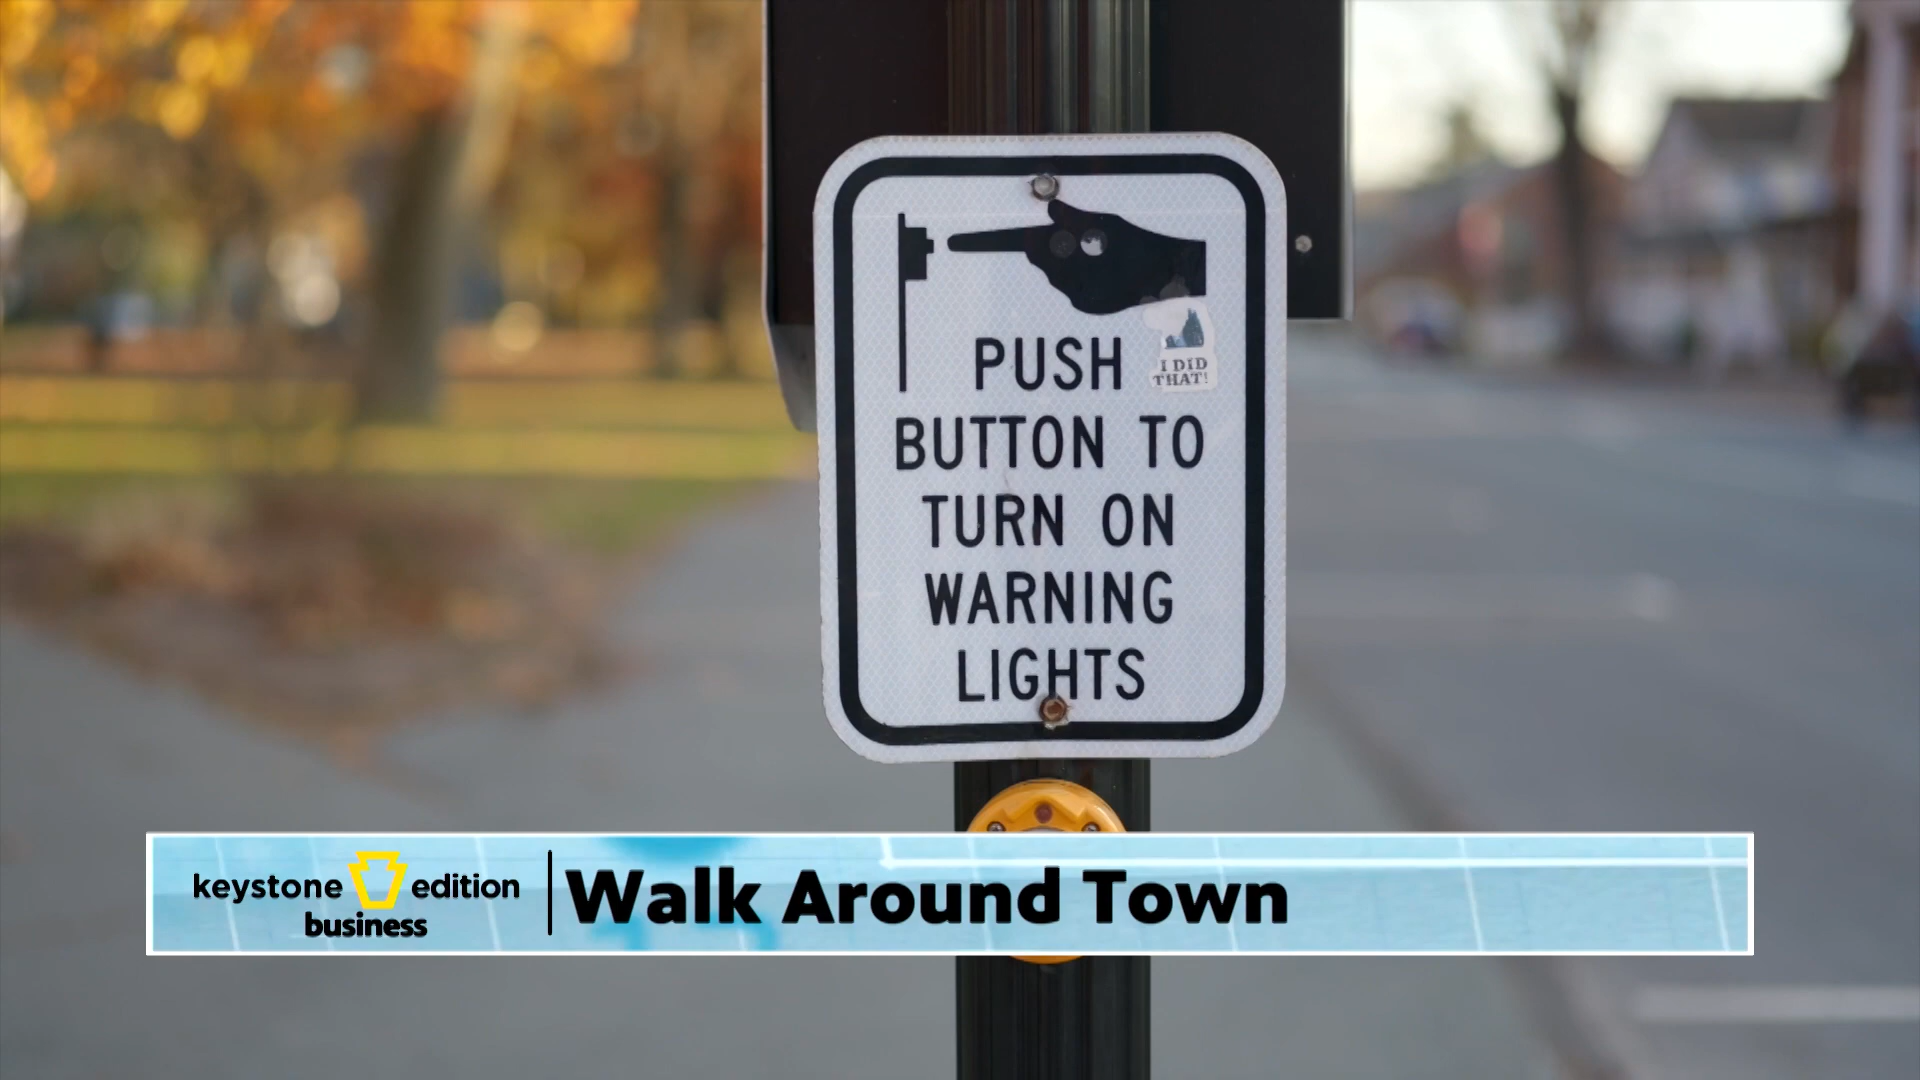 PUSH
I DID
THAT!
BUTTON TO
TURN ON
WARNING
LIGHTS
keystone edition
business
Walk Around Town